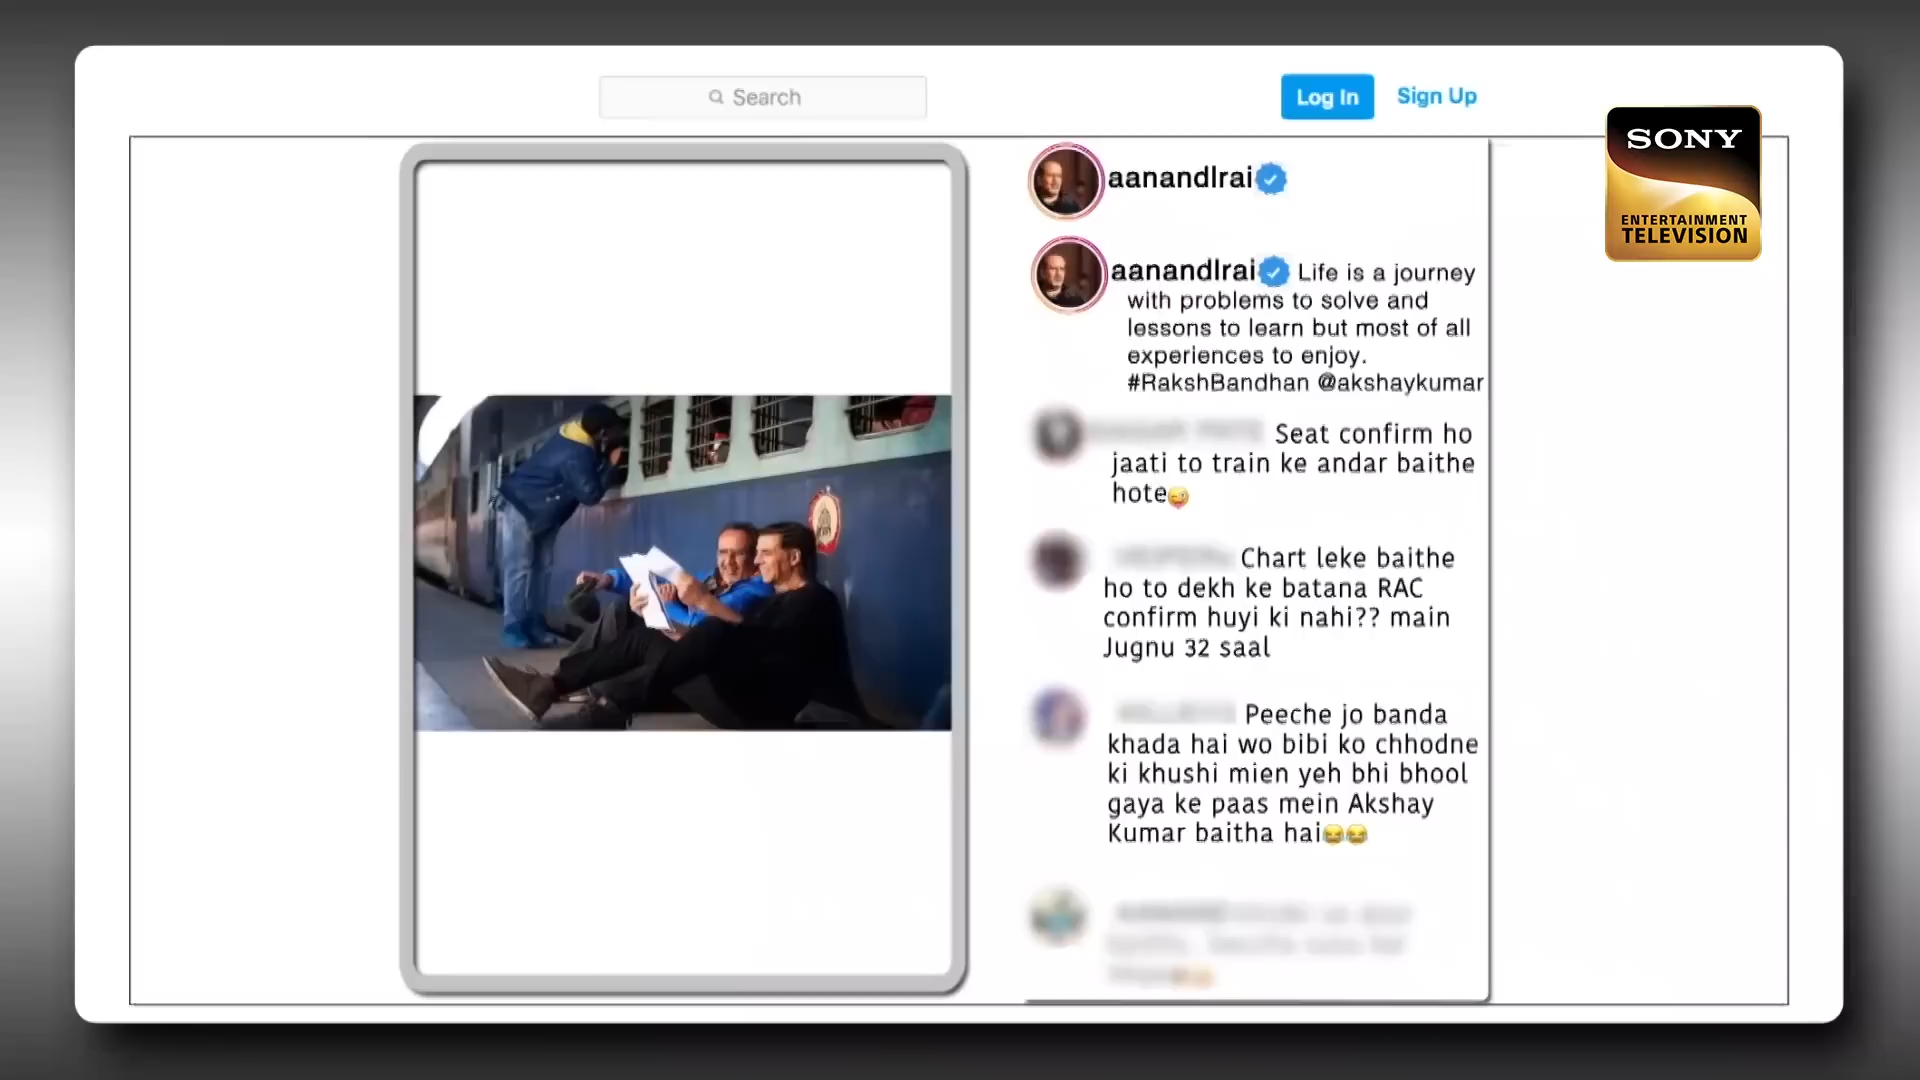 Search
Log In
Sign Up
SONY
ENTERTAINMENT
TELEVISION
aanandlrai
aanandlrai Life is a journey
with problems to solve and
lessons to learn but most of all
experiences to enjoy.
#RakshBandhan @akshaykumar
Seat confirm ho
jaati to train ke andar baithe
hote😜
Chart leke baithe
ho to dekh ke batana RAC
confirm huyi ki nahi?? main
Jugnu 32 saal
Peeche jo banda
khada hai wo bibi ko chhodne
ki khushi mien yeh bhi bhool
gaya ke paas mein Akshay
Kumar baitha hai😂😂